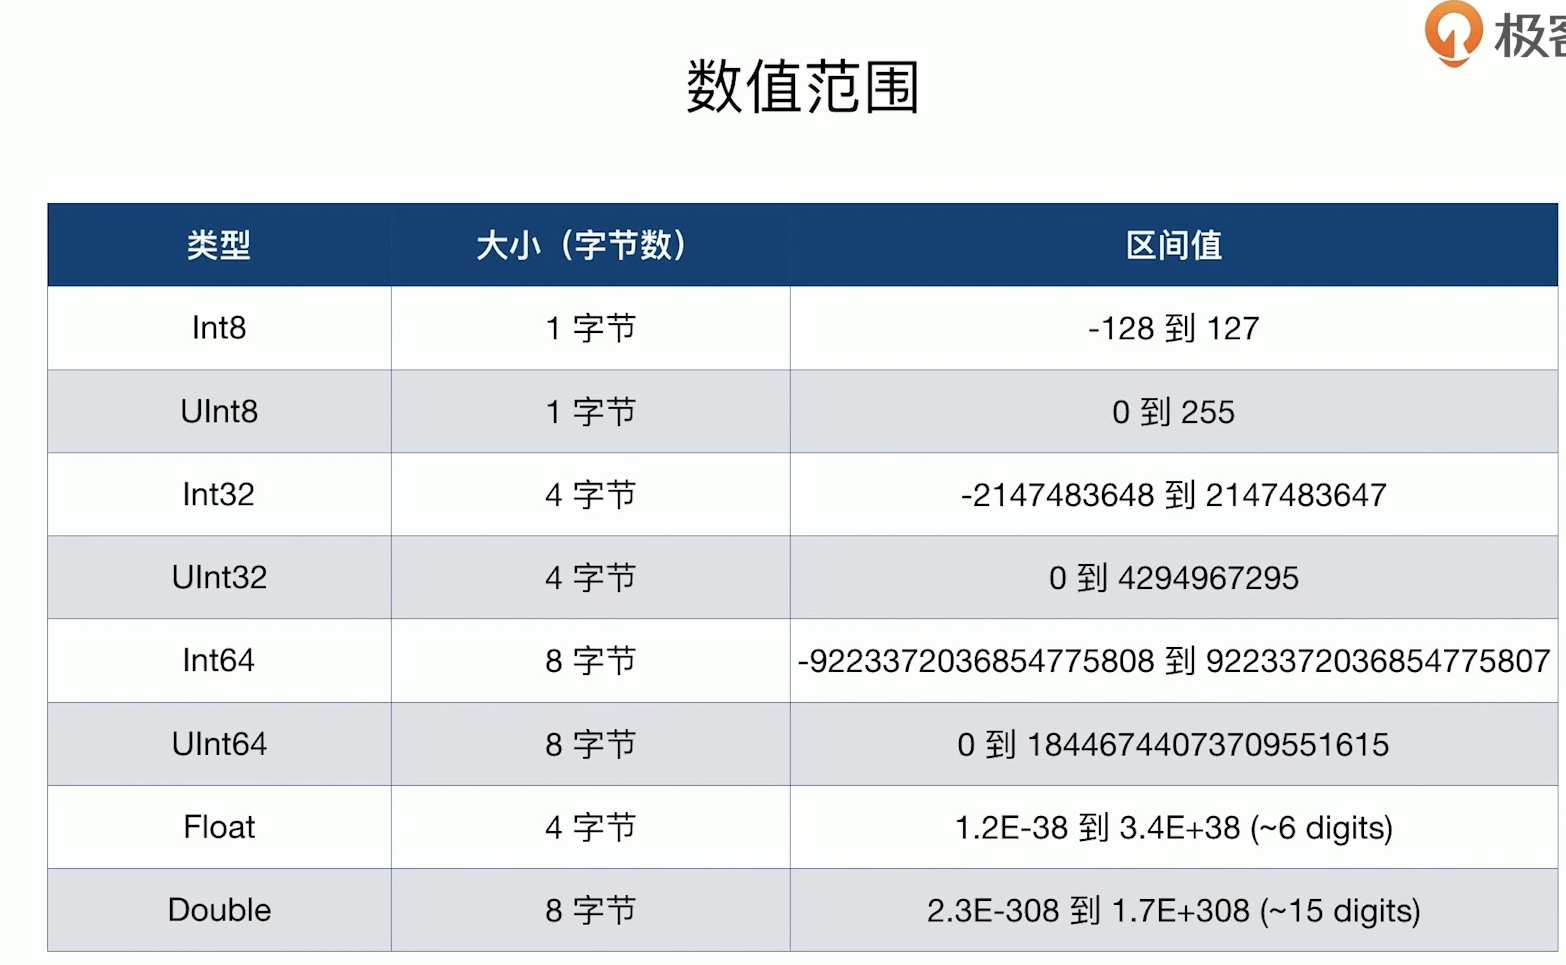 极客
数值范围
类型 大小（字节数） 区间值
Int8 1 字节 -128 到 127
UInt8 1 字节 0 到 255
Int32 4 字节 -2147483648 到 2147483647
UInt32 4 字节 0 到 4294967295
Int64 8 字节 -9223372036854775808 到 9223372036854775807
UInt64 8 字节 0 到 18446744073709551615
Float 4 字节 1.2E-38 到 3.4E+38 (~6 digits)
Double 8 字节 2.3E-308 到 1.7E+308 (~15 digits)